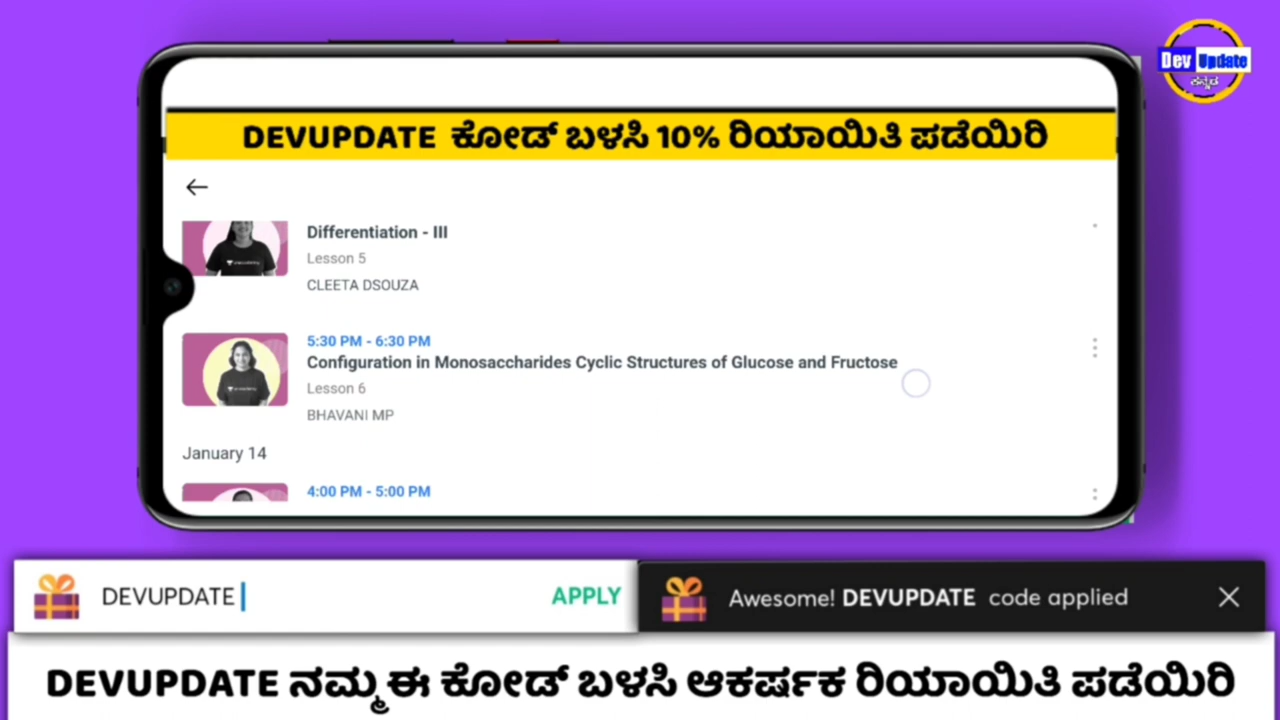 Dev Update
ಕನ್ನಡ
DEVUPDATE ಕೋಡ್ ಬಳಸಿ 10% ರಿಯಾಯಿತಿ ಪಡೆಯಿರಿ
Differentiation - III
Lesson 5
CLEETA DSOUZA
5:30 PM - 6:30 PM
Configuration in Monosaccharides Cyclic Structures of Glucose and Fructose
Lesson 6
BHAVANI MP
January 14
4:00 PM - 5:00 PM
DEVUPDATE APPLY
Awesome! DEVUPDATE code applied
DEVUPDATE ನಮ್ಮ ಈ ಕೋಡ್ ಬಳಸಿ ಆಕರ್ಷಕ ರಿಯಾಯಿತಿ ಪಡೆಯಿರಿ